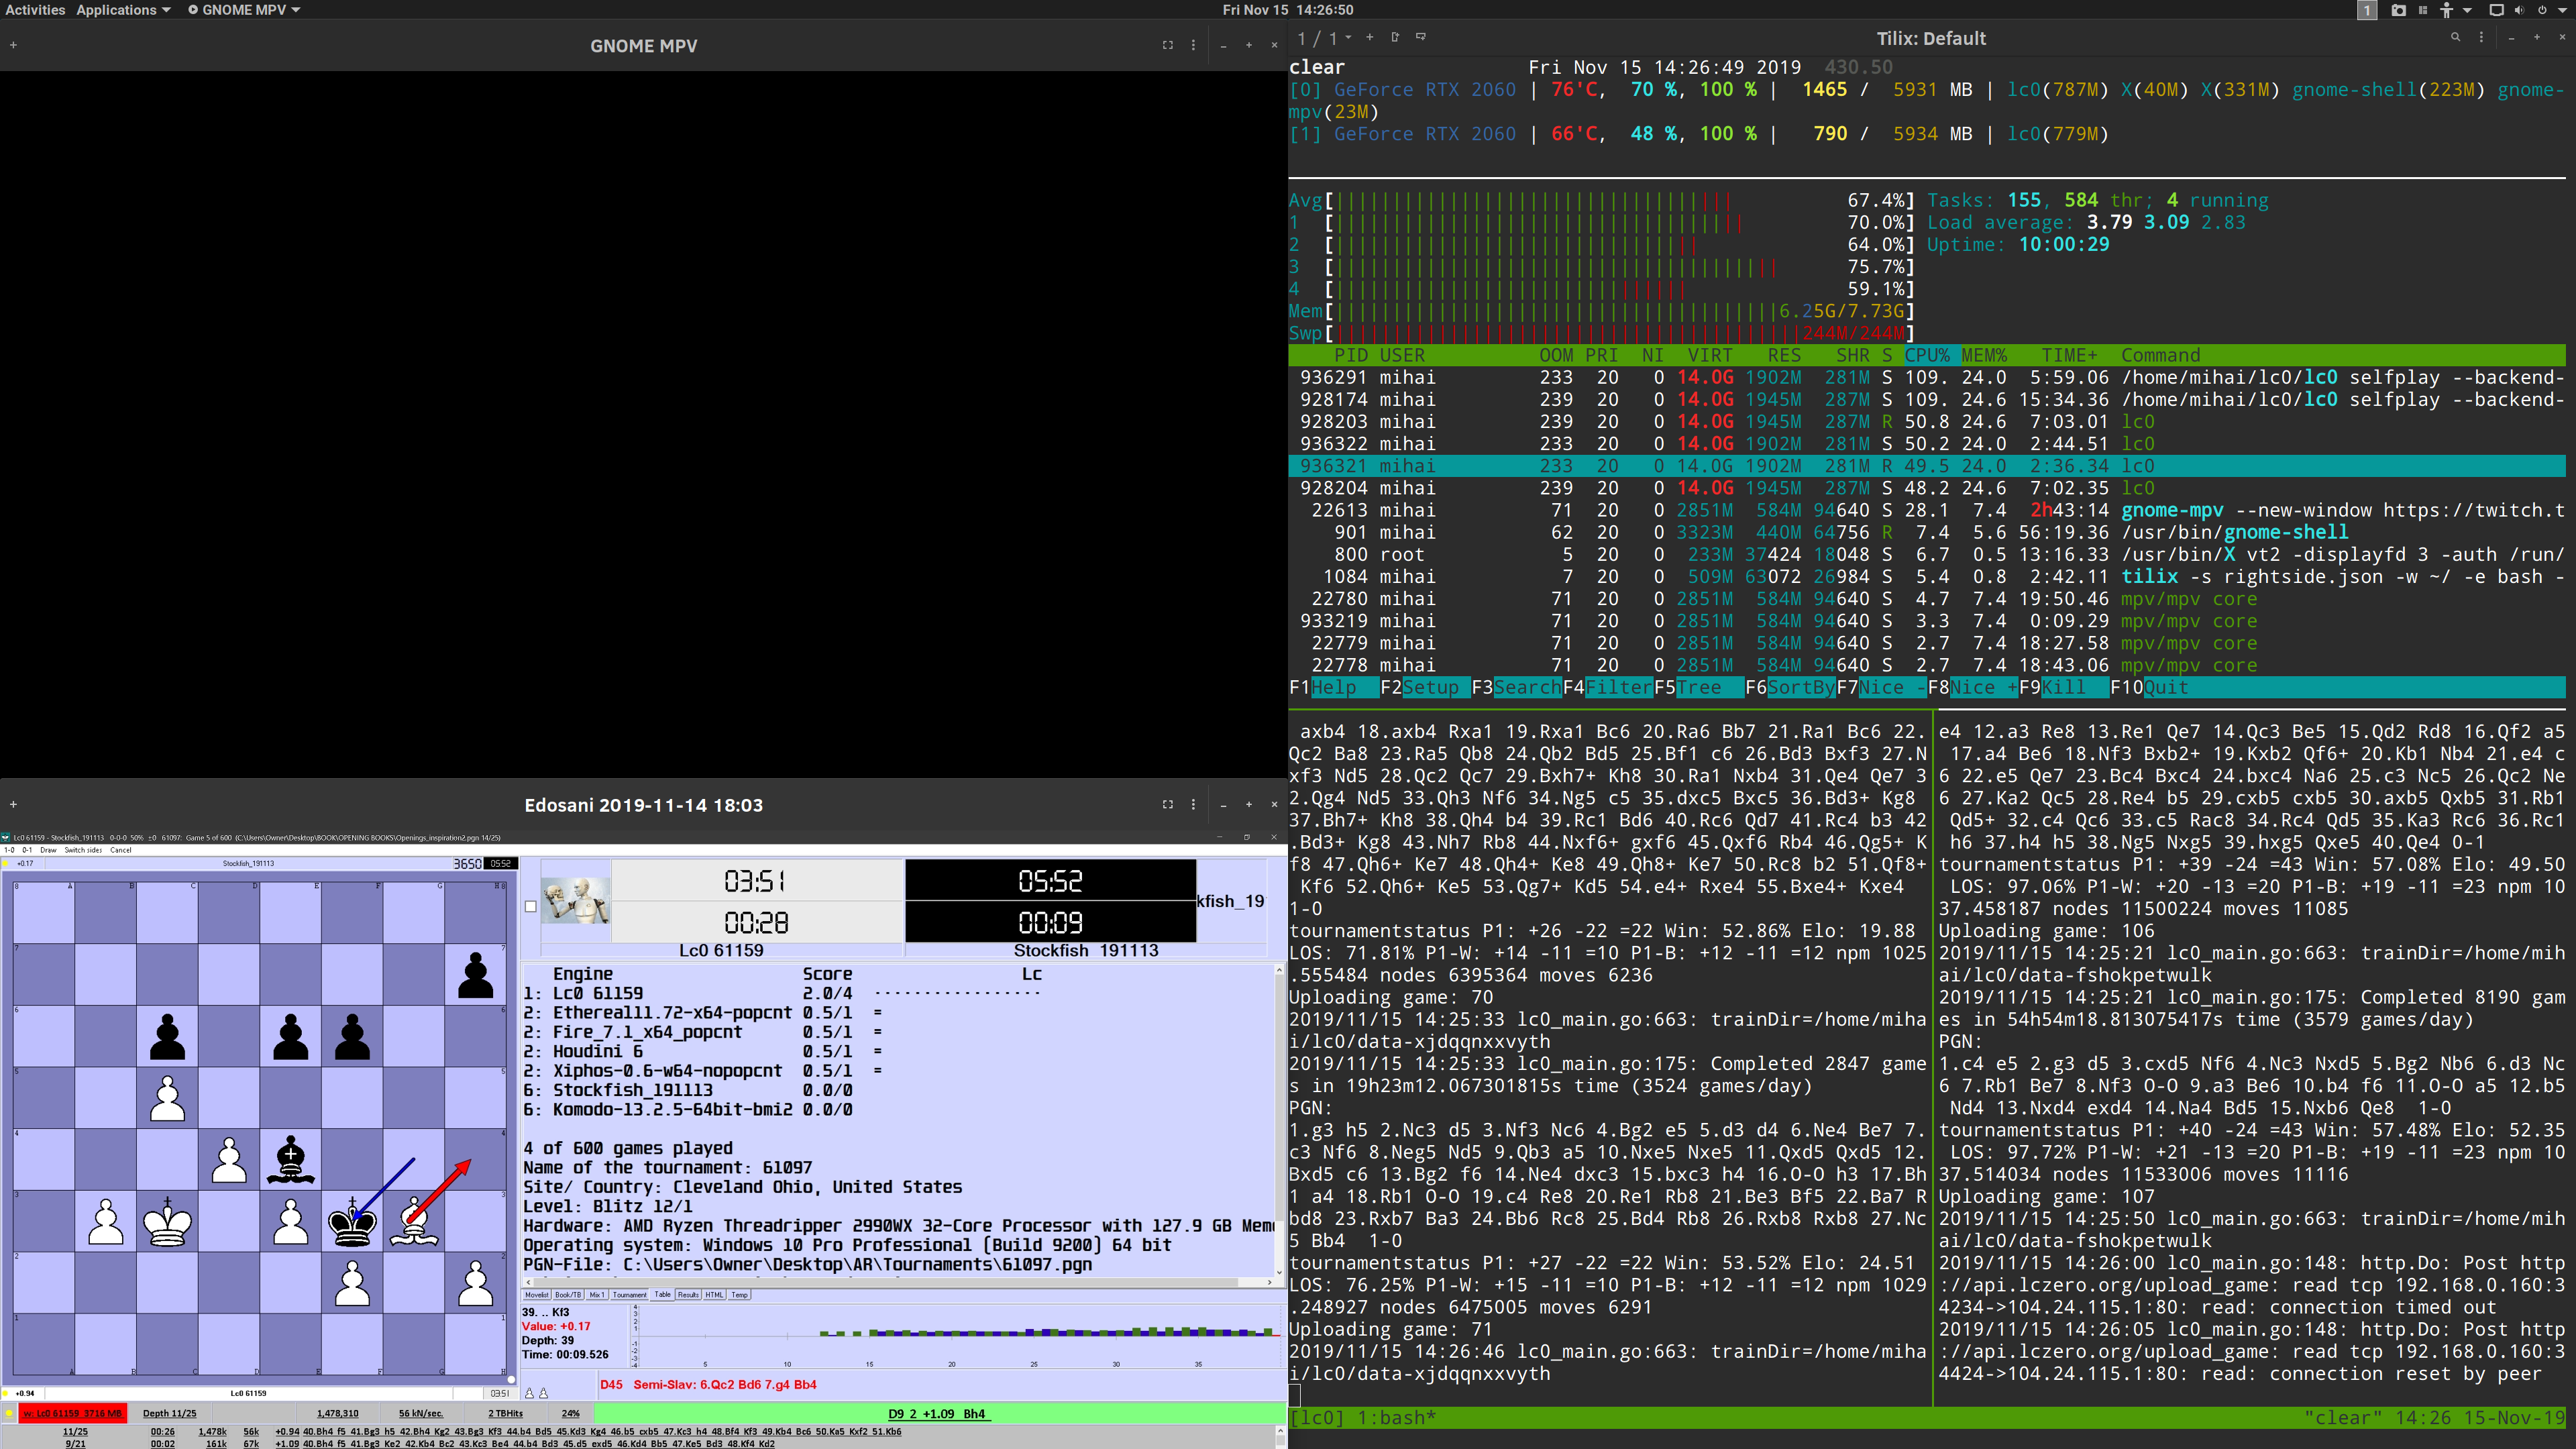 Activities Applications GNOME MPV Fri Nov 15 14:26:50 1
GNOME MPV
1 / 1 Tilix: Default
clear Fri Nov 15 14:26:49 2019 430.50
[0] GeForce RTX 2060 | 76'C, 70 %, 100 % | 1465 / 5931 MB | lc0(787M) X(40M) X(331M) gnome-shell(223M) gnome-
mpv(23M)
[1] GeForce RTX 2060 | 66'C, 48 %, 100 % | 790 / 5934 MB | lc0(779M)
Avg[ 67.4%] Tasks: 155, 584 thr; 4 running
1 [ 70.0%] Load average: 3.79 3.09 2.83
2 [ 64.0%] Uptime: 10:00:29
3 [ 75.7%]
4 [ 59.1%]
Mem[ 6.25G/7.73G]
Swp[ 244M/244M]
PID USER OOM PRI NI VIRT RES SHR S CPU% MEM% TIME+ Command
936291 mihai 233 20 0 14.0G 1902M 281M S 109. 24.0 5:59.06 /home/mihai/lc0/lc0 selfplay --backend-
928174 mihai 239 20 0 14.0G 1945M 287M S 109. 24.6 15:34.36 /home/mihai/lc0/lc0 selfplay --backend-
928203 mihai 239 20 0 14.0G 1945M 287M R 50.8 24.6 7:03.01 lc0
936322 mihai 233 20 0 14.0G 1902M 281M S 50.2 24.0 2:44.51 lc0
936321 mihai 233 20 0 14.0G 1902M 281M R 49.5 24.0 2:36.34 lc0
928204 mihai 239 20 0 14.0G 1945M 287M S 48.2 24.6 7:02.35 lc0
22613 mihai 71 20 0 2851M 584M 94640 S 28.1 7.4 2h43:14 gnome-mpv --new-window https://twitch.t
901 mihai 62 20 0 3323M 440M 64756 R 7.4 5.6 56:19.36 /usr/bin/gnome-shell
800 root 5 20 0 233M 37424 18048 S 6.7 0.5 13:16.33 /usr/bin/X vt2 -displayfd 3 -auth /run/
1084 mihai 7 20 0 509M 63072 26984 S 5.4 0.8 2:42.11 tilix -s rightside.json -w ~/ -e bash -
22780 mihai 71 20 0 2851M 584M 94640 S 4.7 7.4 19:50.46 mpv/mpv core
933219 mihai 71 20 0 2851M 584M 94640 S 3.3 7.4 0:09.29 mpv/mpv core
22779 mihai 71 20 0 2851M 584M 94640 S 2.7 7.4 18:27.58 mpv/mpv core
22778 mihai 71 20 0 2851M 584M 94640 S 2.7 7.4 18:43.06 mpv/mpv core
F1Help F2Setup F3SearchF4FilterF5Tree F6SortByF7Nice -F8Nice +F9Kill F10Quit
axb4 18.axb4 Rxa1 19.Rxa1 Bc6 20.Ra6 Bb7 21.Ra1 Bc6 22.
Qc2 Ba8 23.Ra5 Qb8 24.Qb2 Bd5 25.Bf1 c6 26.Bd3 Bxf3 27.N
xf3 Nd5 28.Qc2 Qc7 29.Bxh7+ Kh8 30.Ra1 Nxb4 31.Qe4 Qe7 3
2.Qg4 Nd5 33.Qh3 Nf6 34.Ng5 c5 35.dxc5 Bxc5 36.Bd3+ Kg8
37.Bh7+ Kh8 38.Qh4 b4 39.Rc1 Bd6 40.Rc6 Qd7 41.Rc4 b3 42
.Bd3+ Kg8 43.Nh7 Rb8 44.Nxf6+ gxf6 45.Qxf6 Rb4 46.Qg5+ K
f8 47.Qh6+ Ke7 48.Qh4+ Ke8 49.Qh8+ Ke7 50.Rc8 b2 51.Qf8+
Kf6 52.Qh6+ Ke5 53.Qg7+ Kd5 54.e4+ Rxe4 55.Bxe4+ Kxe4
1-0
tournamentstatus P1: +26 -22 =22 Win: 52.86% Elo: 19.88
LOS: 71.81% P1-W: +14 -11 =10 P1-B: +12 -11 =12 npm 1025
.555484 nodes 6395364 moves 6236
Uploading game: 70
2019/11/15 14:25:33 lc0_main.go:663: trainDir=/home/miha
i/lc0/data-xjdqqnxxvyth
2019/11/15 14:25:33 lc0_main.go:175: Completed 2847 game
s in 19h23m12.067301815s time (3524 games/day)
PGN:
1.g3 h5 2.Nc3 d5 3.Nf3 Nc6 4.Bg2 e5 5.d3 d4 6.Ne4 Be7 7.
c3 Nf6 8.Neg5 Nd5 9.Qb3 a5 10.Nxe5 Nxe5 11.Qxd5 Qxd5 12.
Bxd5 c6 13.Bg2 f6 14.Ne4 dxc3 15.bxc3 h4 16.O-O h3 17.Bh
1 a4 18.Rb1 O-O 19.c4 Re8 20.Re1 Rb8 21.Be3 Bf5 22.Ba7 R
bd8 23.Rxb7 Ba3 24.Bb6 Rc8 25.Bd4 Rb8 26.Rxb8 Rxb8 27.Nc
5 Bb4 1-0
tournamentstatus P1: +27 -22 =22 Win: 53.52% Elo: 24.51
LOS: 76.25% P1-W: +15 -11 =10 P1-B: +12 -11 =12 npm 1029
.248927 nodes 6475005 moves 6291
Uploading game: 71
2019/11/15 14:26:46 lc0_main.go:663: trainDir=/home/miha
i/lc0/data-xjdqqnxxvyth
e4 12.a3 Re8 13.Re1 Qe7 14.Qc3 Be5 15.Qd2 Rd8 16.Qf2 a5
17.a4 Be6 18.Nf3 Bxb2+ 19.Kxb2 Qf6+ 20.Kb1 Nb4 21.e4 c
6 22.e5 Qe7 23.Bc4 Bxc4 24.bxc4 Na6 25.c3 Nc5 26.Qc2 Ne
6 27.Ka2 Qc5 28.Re4 b5 29.cxb5 cxb5 30.axb5 Qxb5 31.Rb1
Qd5+ 32.c4 Qc6 33.c5 Rac8 34.Rc4 Qd5 35.Ka3 Rc6 36.Rc1
h6 37.h4 h5 38.Ng5 Nxg5 39.hxg5 Qxe5 40.Qe4 0-1
tournamentstatus P1: +39 -24 =43 Win: 57.08% Elo: 49.50
LOS: 97.06% P1-W: +20 -13 =20 P1-B: +19 -11 =23 npm 10
37.458187 nodes 11500224 moves 11085
Uploading game: 106
2019/11/15 14:25:21 lc0_main.go:663: trainDir=/home/mih
ai/lc0/data-fshokpetwulk
2019/11/15 14:25:21 lc0_main.go:175: Completed 8190 gam
es in 54h54m18.813075417s time (3579 games/day)
PGN:
1.c4 e5 2.g3 d5 3.cxd5 Nf6 4.Nc3 Nxd5 5.Bg2 Nb6 6.d3 Nc
6 7.Rb1 Be7 8.Nf3 O-O 9.a3 Be6 10.b4 f6 11.O-O a5 12.b5
Nd4 13.Nxd4 exd4 14.Na4 Bd5 15.Nxb6 Qe8 1-0
tournamentstatus P1: +40 -24 =43 Win: 57.48% Elo: 52.35
LOS: 97.72% P1-W: +21 -13 =20 P1-B: +19 -11 =23 npm 10
37.514034 nodes 11533006 moves 11116
Uploading game: 107
2019/11/15 14:25:50 lc0_main.go:663: trainDir=/home/mih
ai/lc0/data-fshokpetwulk
2019/11/15 14:26:00 lc0_main.go:148: http.Do: Post http
://api.lczero.org/upload_game: read tcp 192.168.0.160:3
4234->104.24.115.1:80: read: connection timed out
2019/11/15 14:26:05 lc0_main.go:148: http.Do: Post http
://api.lczero.org/upload_game: read tcp 192.168.0.160:3
4424->104.24.115.1:80: read: connection reset by peer
[lc0] 1:bash* "clear" 14:26 15-Nov-19
Edosani 2019-11-14 18:03
Lc0 61159 - Stockfish_191113 0-0-0 50% ±0 61097: Game 5 of 600 (C:\Users\Owner\Desktop\BOOK\OPENING BOOKS\Openings_inspiration2.pgn 14/25)
1-0 0-1 Draw Switch sides Cancel
+0.17 Stockfish_191113 3650 05:52
8 A B C D E F G H 8
7 7
6 6
5 5
4 4
3 3
2 2
1 A B C D E F G H 1
+0.94 Lc0 61159 03:51
03:51 05:52
00:28 00:09
kfish_19
Lc0 61159 Stockfish 191113
Engine Score Lc
1: Lc0 61159 2.0/4 · · · · · · · · · · · · · · · · ·
2: Ethereal11.72-x64-popcnt 0.5/1 =
2: Fire_7.1_x64_popcnt 0.5/1 =
2: Houdini 6 0.5/1 =
2: Xiphos-0.6-w64-nopopcnt 0.5/1 =
6: Stockfish_191113 0.0/0
6: Komodo-13.2.5-64bit-bmi2 0.0/0
4 of 600 games played
Name of the tournament: 61097
Site/ Country: Cleveland Ohio, United States
Level: Blitz 12/1
Hardware: AMD Ryzen Threadripper 2990WX 32-Core Processor with 127.9 GB Mem
Operating system: Windows 10 Pro Professional (Build 9200) 64 bit
PGN-File: C:\Users\Owner\Desktop\AR\Tournaments\61097.pgn
Movelist Book/TB Mix 1 Tournament Table Results HTML Temp
39. .. Kf3
Value: +0.17
Depth: 39
Time: 00:09.526
4 3 2 1 -1 -2 -3 -4
5 10 15 20 25 30 35
D45 Semi-Slav: 6.Qc2 Bd6 7.g4 Bb4
w: Lc0 61159 3716 MB Depth 11/25 1,478,310 56 kN/sec. 2 TBHits 24% D9 2 +1.09 Bh4
11/25 00:26 1,478k 56k +0.94 40.Bh4 f5 41.Bg3 h5 42.Bh4 Kg2 43.Bg3 Kf3 44.b4 Bd5 45.Kd3 Kg4 46.b5 cxb5 47.Kc3 h4 48.Bf4 Kf3 49.Kb4 Bc6 50.Ka5 Kxf2 51.Kb6
9/21 00:02 161k 67k +1.09 40.Bh4 f5 41.Bg3 Ke2 42.Kb4 Bc2 43.Kc3 Be4 44.b4 Bd3 45.d5 exd5 46.Kd4 Bb5 47.Ke5 Bd3 48.Kf4 Kd2